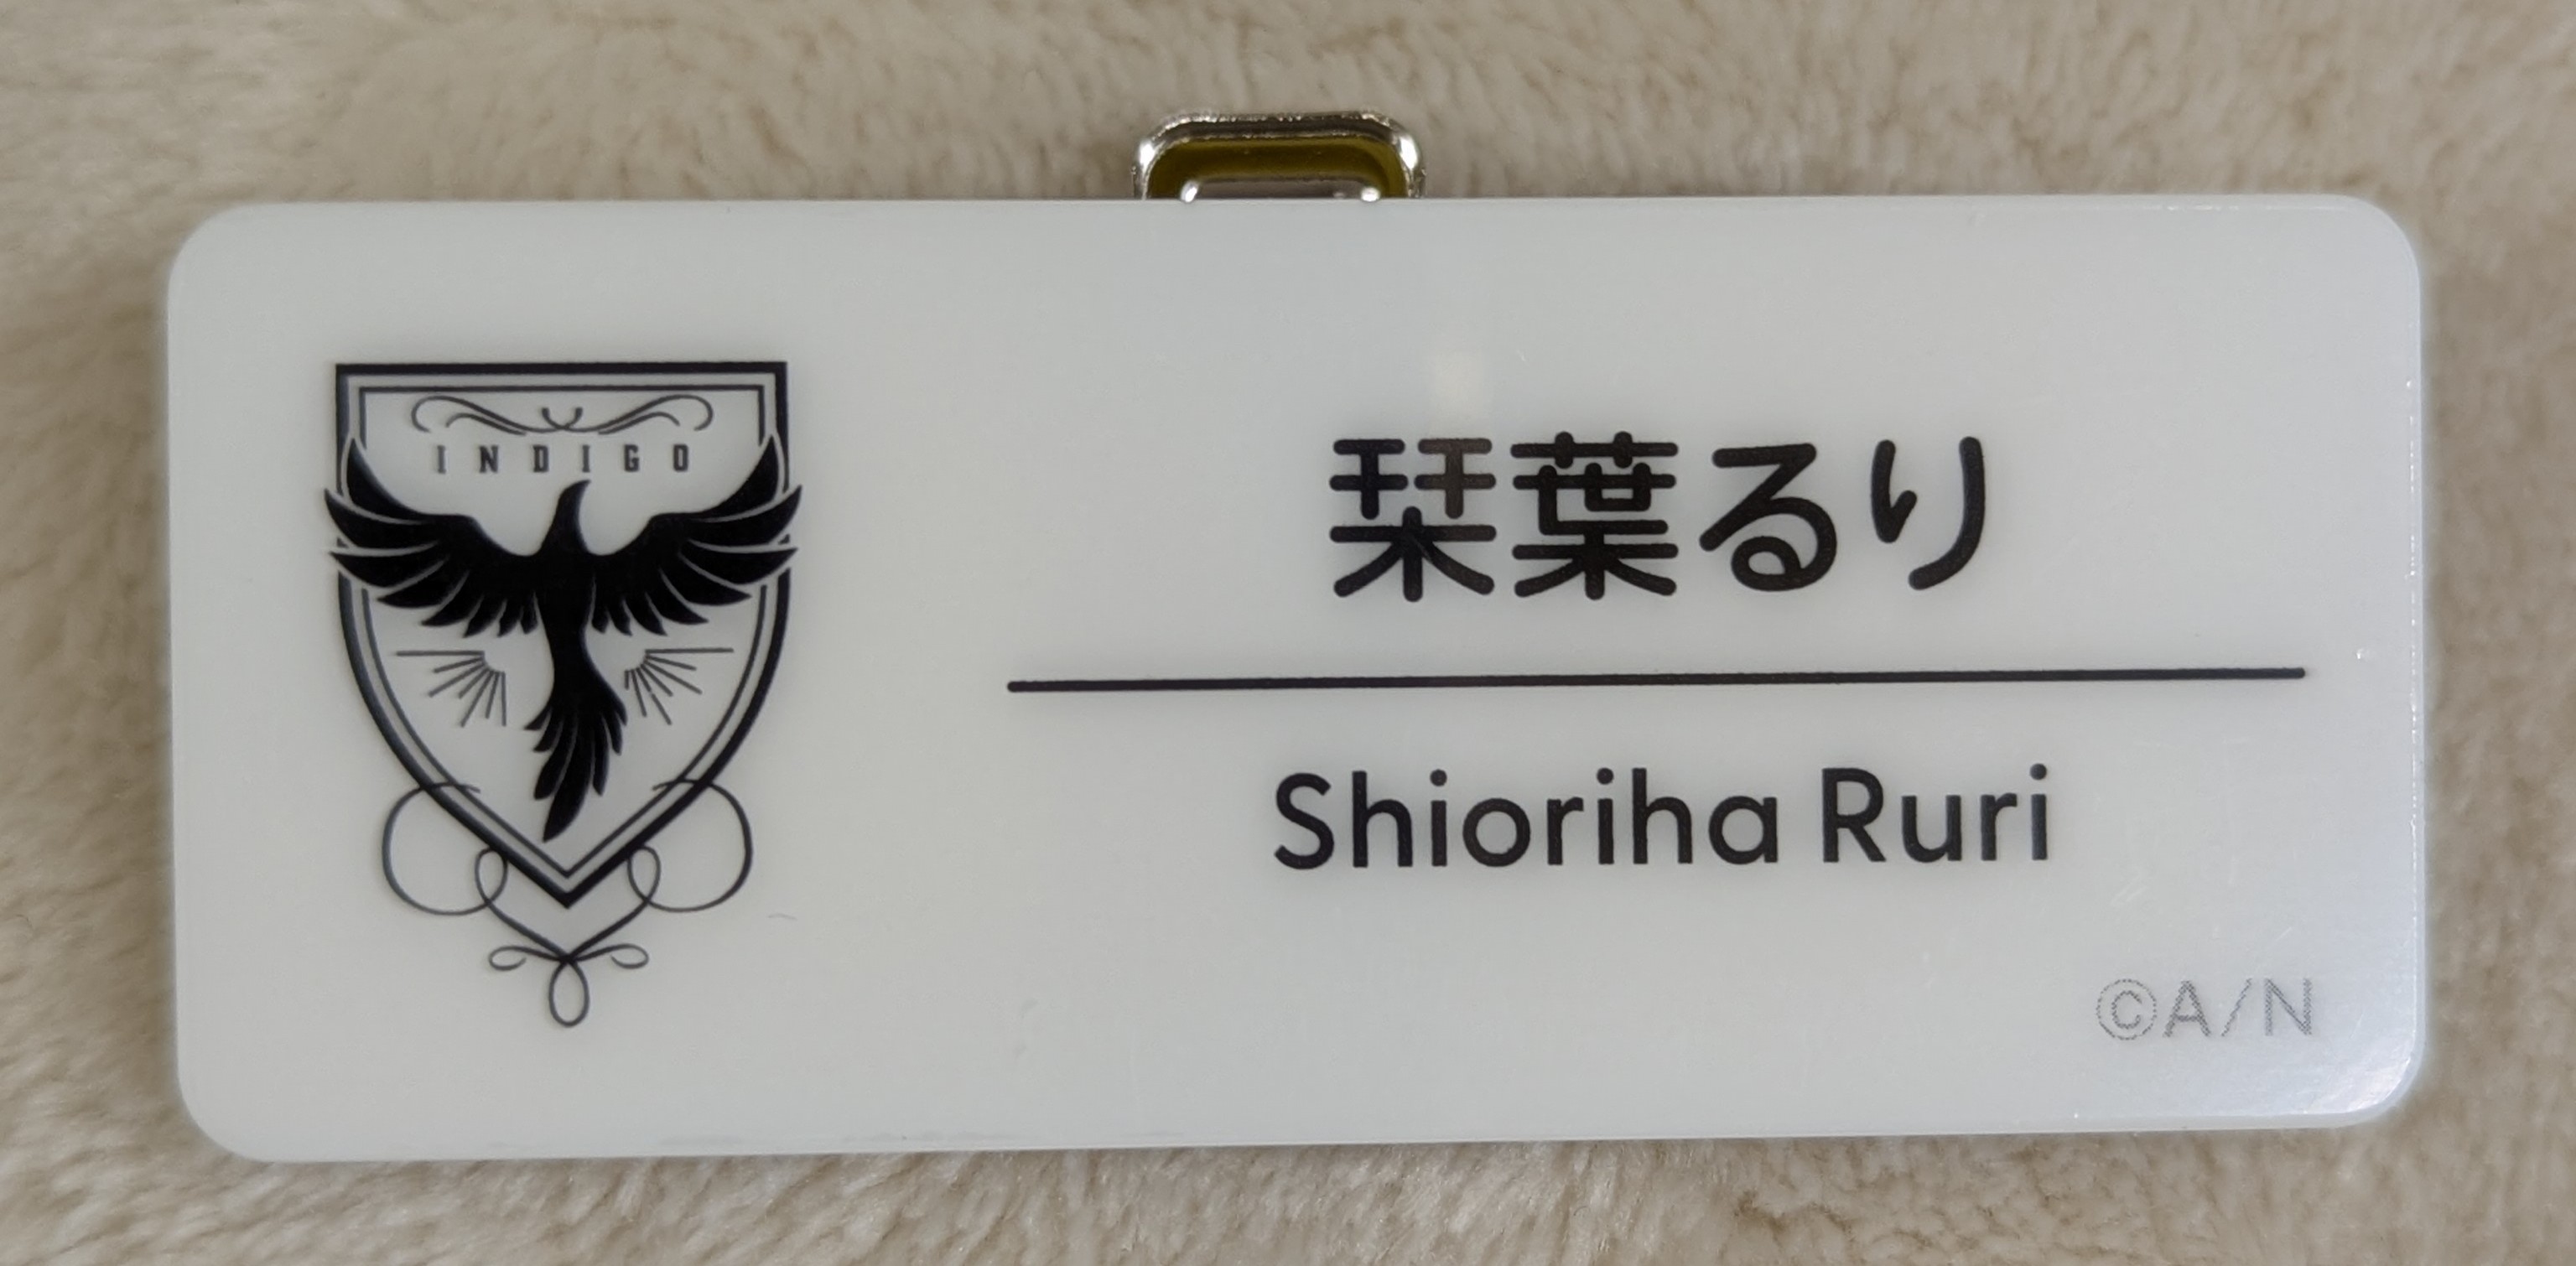 INDIGO
栞葉るり
Shioriha Ruri
©A/N